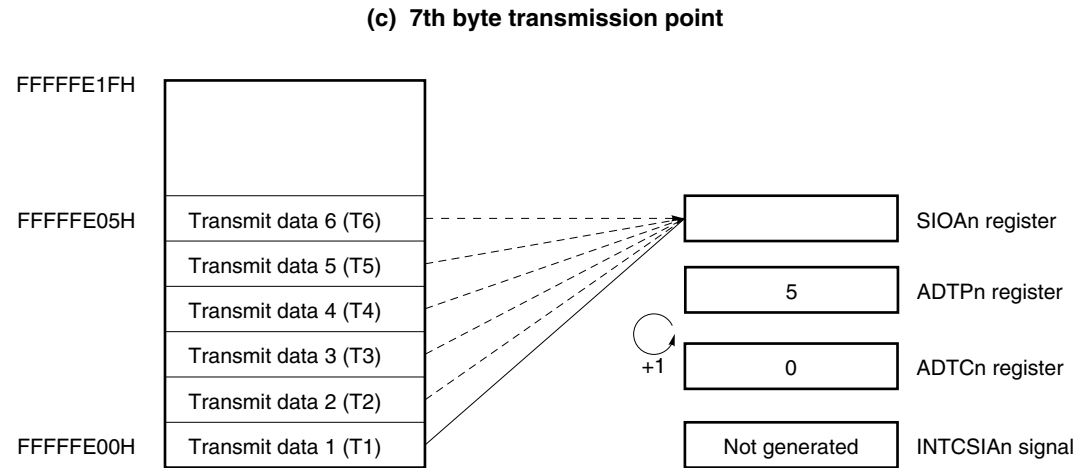 (c) 7th byte transmission point
FFFFFE1FH
FFFFFE05H
Transmit data 6 (T6)
SIOAn register
Transmit data 5 (T5)
5
ADTPn register
Transmit data 4 (T4)
Transmit data 3 (T3)
+1
0
ADTCn register
Transmit data 2 (T2)
FFFFFE00H
Transmit data 1 (T1)
Not generated
INTCSIAn signal